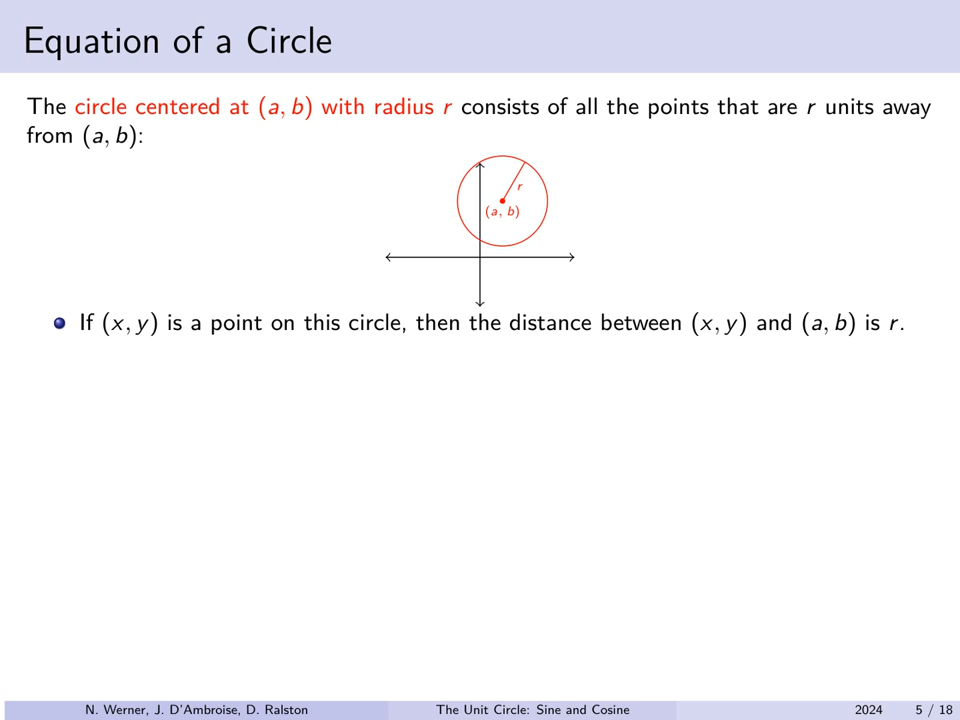 Equation of a Circle
The circle centered at (a, b) with radius r consists of all the points that are r units away
from (a, b):
r
(a, b)
If (x, y) is a point on this circle, then the distance between (x, y) and (a, b) is r.
N. Werner, J. D'Ambroise, D. Ralston The Unit Circle: Sine and Cosine 2024 5 / 18